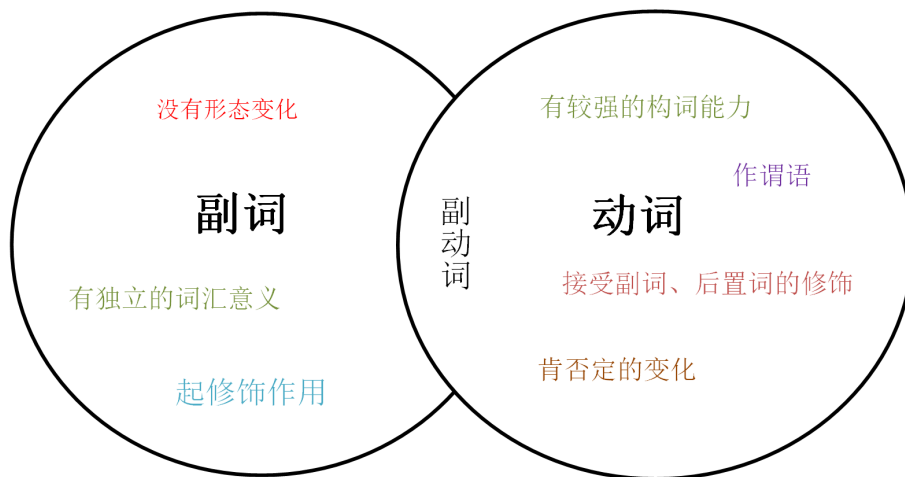 没有形态变化
副词
有独立的词汇意义
起修饰作用
副动词
有较强的构词能力
作谓语
动词
接受副词、后置词的修饰
肯否定的变化